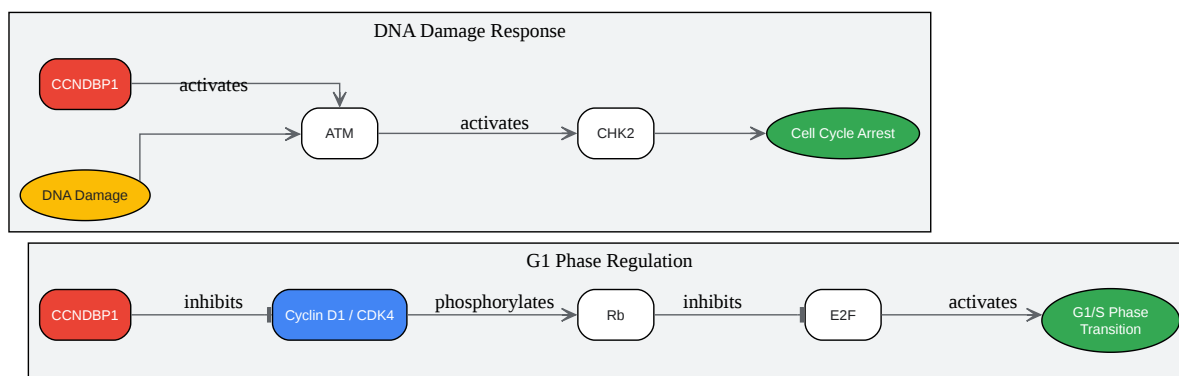 DNA Damage Response
CCNDBP1
activates
ATM
activates
CHK2
Cell Cycle Arrest
DNA Damage
G1 Phase Regulation
CCNDBP1
inhibits
Cyclin D1 / CDK4
phosphorylates
Rb
inhibits
E2F
activates
G1/S Phase
Transition